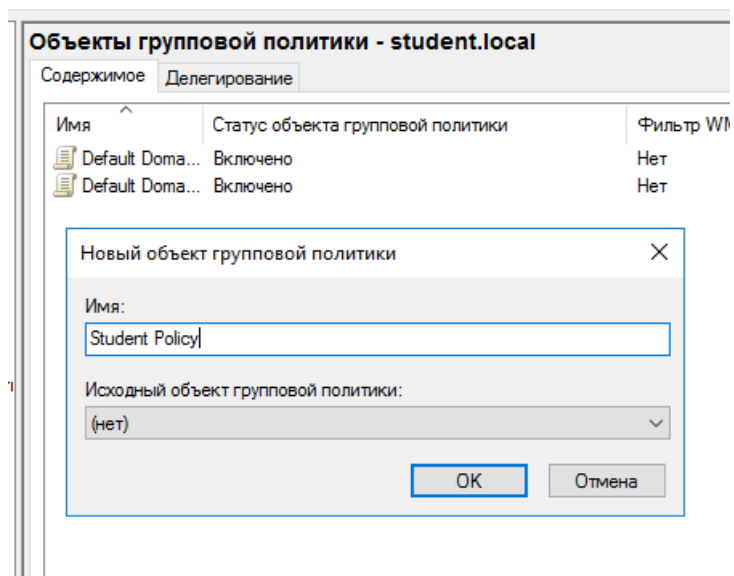 Объекты групповой политики - student.local
Содержимое Делегирование
Имя Статус объекта групповой политики Фильтр WM
Default Doma... Включено Нет
Default Doma... Включено Нет
Новый объект групповой политики
Имя:
Student Policy
Исходный объект групповой политики:
(нет)
OK Отмена